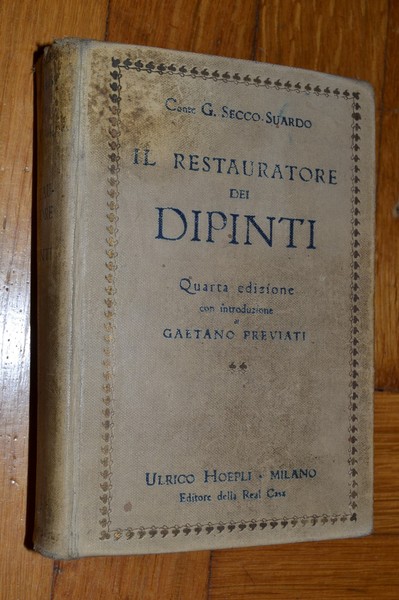 Conte G. Secco-Suardo
IL RESTAURATORE
DEI
DIPINTI
Quarta edizione
con introduzione
di
GAETANO PREVIATI
ULRICO HOEPLI - MILANO
Editore della Real Casa